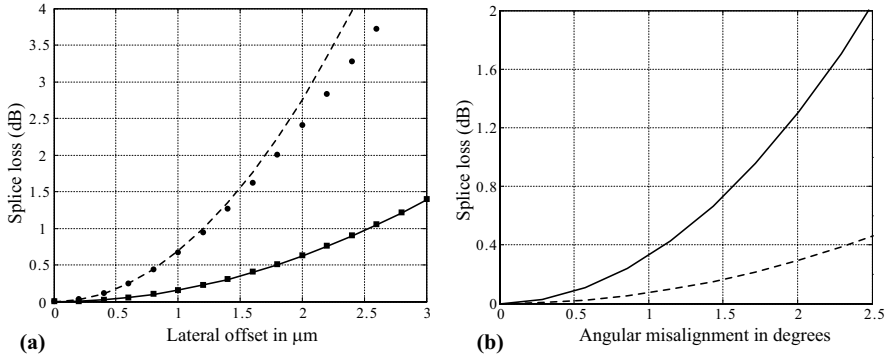 4
3.5
3
2.5
2
1.5
1
0.5
0
Splice loss (dB)
0 0.5 1 1.5 2 2.5 3
Lateral offset in μm
(a)
2
1.6
1.2
0.8
0.4
0
Splice loss (dB)
0 0.5 1 1.5 2 2.5
Angular misalignment in degrees
(b)